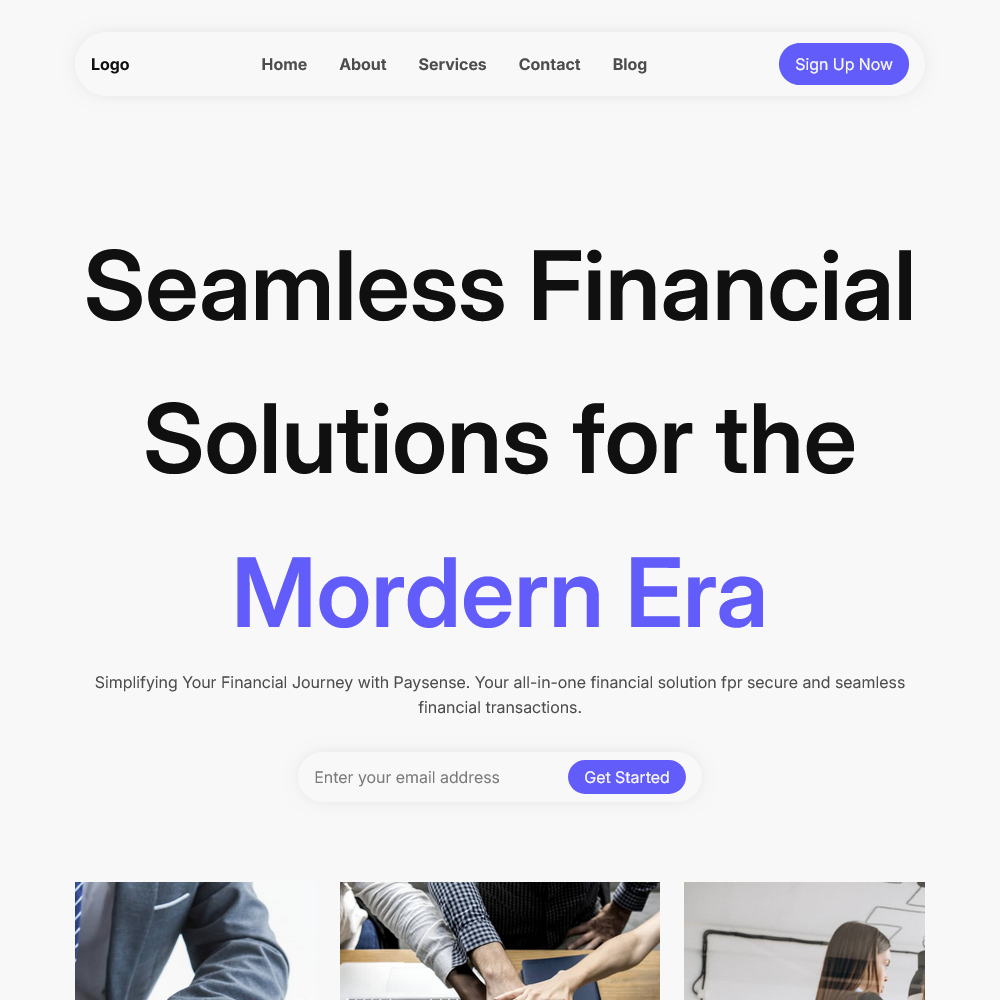 Logo
Home About Services Contact Blog
Sign Up Now
Seamless Financial
Solutions for the
Mordern Era
Simplifying Your Financial Journey with Paysense. Your all-in-one financial solution fpr secure and seamless
financial transactions.
Enter your email address
Get Started